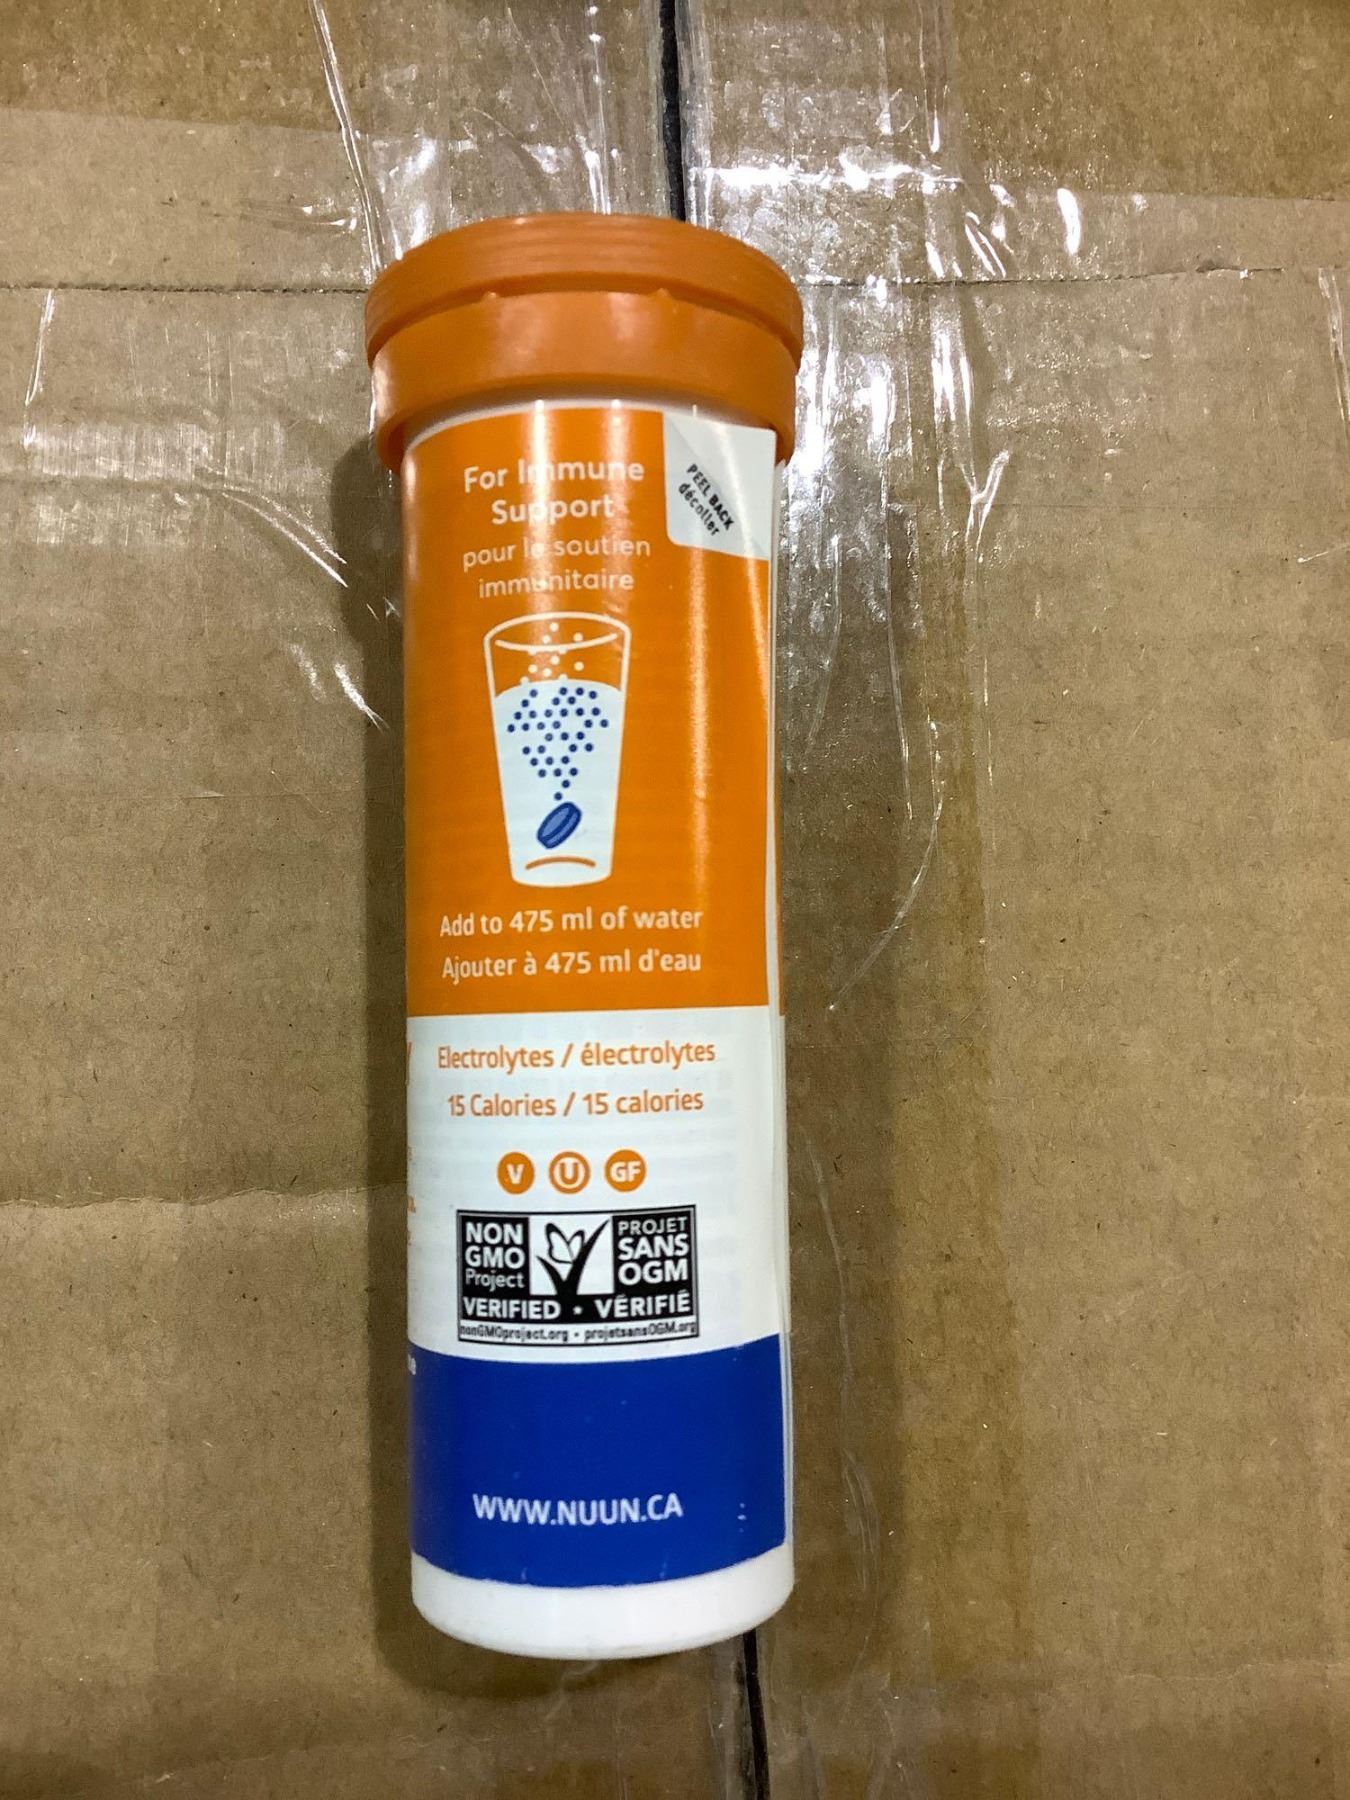 For Immune
Support
pour le soutien
immunitaire
PEEL BACK
décoller
Add to 475 ml of water
Ajouter à 475 ml d'eau
Electrolytes / électrolytes
15 Calories / 15 calories
V U GF
NON
GMO
Project
PROJET
SANS
OGM
VERIFIED • VÉRIFIÉ
nonGMOproject.org • projetsansOGM.org
WWW.NUUN.CA